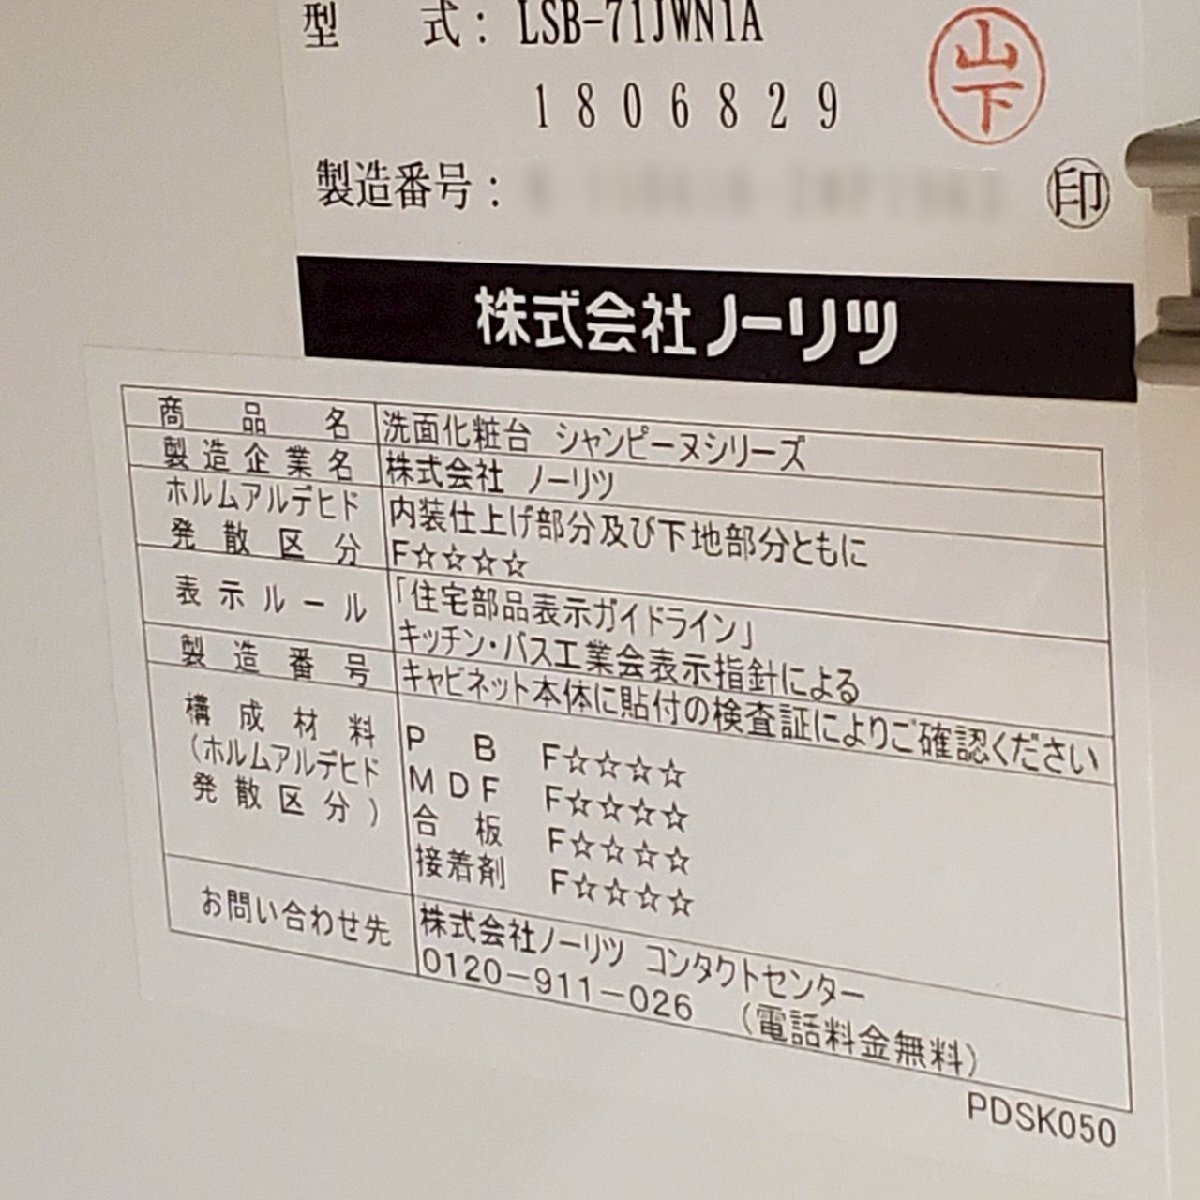 型 式: LSB-71JWN1A
1806829
山下
製造番号:
印
株式会社ノーリツ
商品名 洗面化粧台 シャンピーヌシリーズ
製造企業名 株式会社 ノーリツ
ホルムアルデヒド 内装仕上げ部分及び下地部分ともに
発散区分 F☆☆☆☆
表示ルール 「住宅部品表示ガイドライン」
キッチン・バス工業会表示指針による
製造番号 キャビネット本体に貼付の検査証によりご確認ください
構成材料 PB F☆☆☆☆
(ホルムアルデヒド MDF F☆☆☆☆
発散区分) 合板 F☆☆☆☆
接着剤 F☆☆☆☆
お問い合わせ先 株式会社ノーリツ コンタクトセンター
0120-911-026 (電話料金無料)
PDSK050